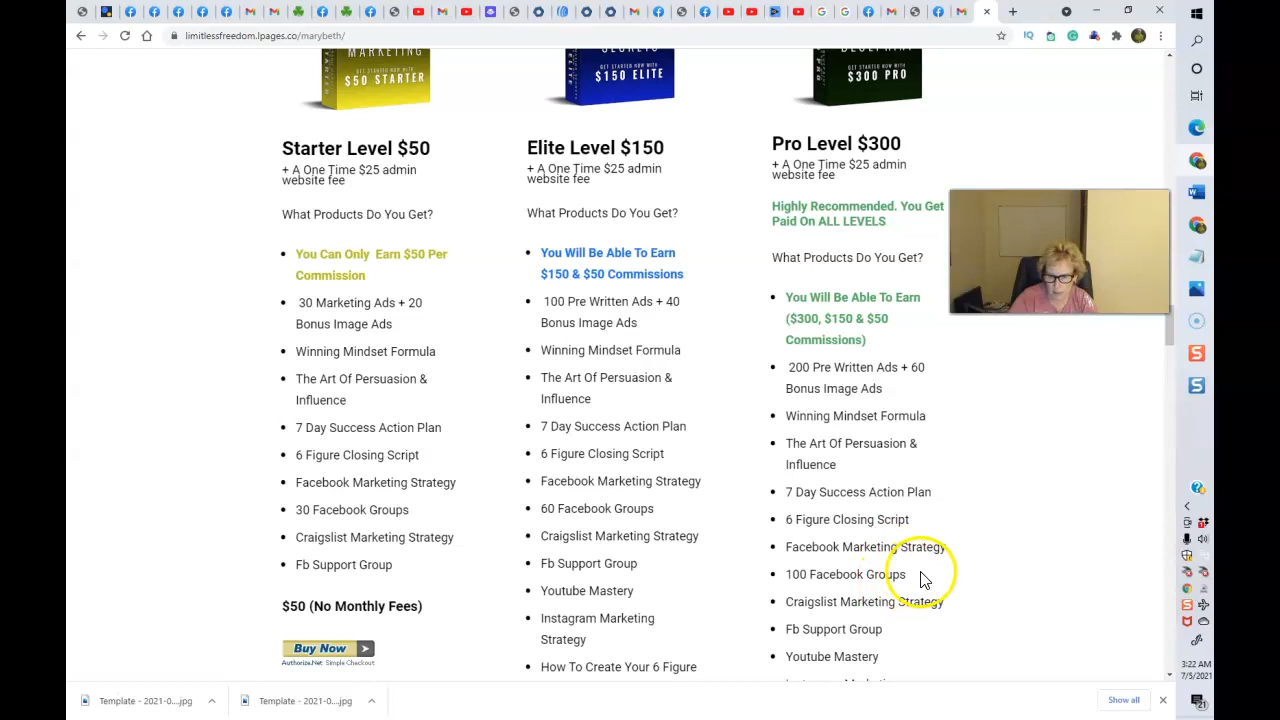 limitlessfreedom.lpages.cc/marybeth/
MARKETING
GET STARTED NOW WITH
$50 STARTER
STARTER
SECRETS
GET STARTED NOW WITH
$150 ELITE
ELITE
BLUEPRINT
GET STARTED NOW WITH
$300 PRO
PRO
Starter Level $50
+ A One Time $25 admin
website fee
What Products Do You Get?
You Can Only Earn $50 Per
Commission
30 Marketing Ads + 20
Bonus Image Ads
Winning Mindset Formula
The Art Of Persuasion &
Influence
7 Day Success Action Plan
6 Figure Closing Script
Facebook Marketing Strategy
30 Facebook Groups
Craigslist Marketing Strategy
Fb Support Group
$50 (No Monthly Fees)
Buy Now
Authorize.Net Simple Checkout
Elite Level $150
+ A One Time $25 admin
website fee
What Products Do You Get?
You Will Be Able To Earn
$150 & $50 Commissions
100 Pre Written Ads + 40
Bonus Image Ads
Winning Mindset Formula
The Art Of Persuasion &
Influence
7 Day Success Action Plan
6 Figure Closing Script
Facebook Marketing Strategy
60 Facebook Groups
Craigslist Marketing Strategy
Fb Support Group
Youtube Mastery
Instagram Marketing
Strategy
How To Create Your 6 Figure
Pro Level $300
+ A One Time $25 admin
website fee
Highly Recommended. You Get
Paid On ALL LEVELS
What Products Do You Get?
You Will Be Able To Earn
($300, $150 & $50
Commissions)
200 Pre Written Ads + 60
Bonus Image Ads
Winning Mindset Formula
The Art Of Persuasion &
Influence
7 Day Success Action Plan
6 Figure Closing Script
Facebook Marketing Strategy
100 Facebook Groups
Craigslist Marketing Strategy
Fb Support Group
Youtube Mastery
Template - 2021-0....jpg
Template - 2021-0....jpg
Show all
3:22 AM
7/5/2021
21